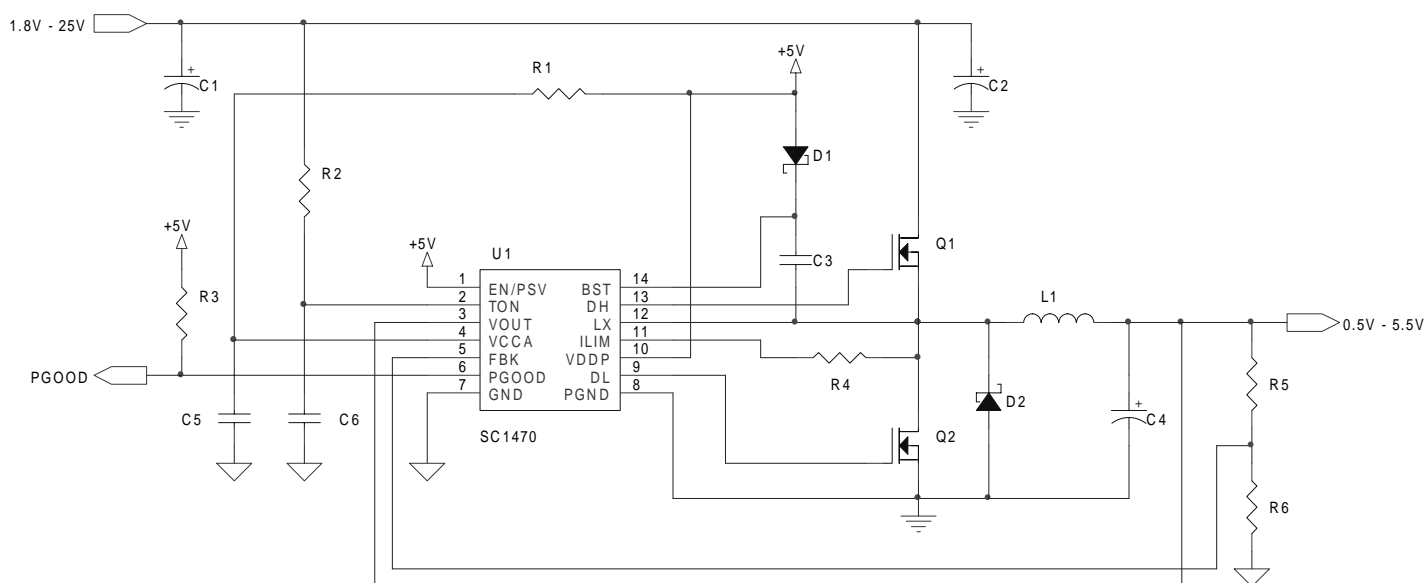 1.8V - 25V
C1
R1
+5V
C2
D1
R2
+5V
R3
+5V
U1
C3
Q1
1 EN/PSV BST 14
2 TON DH 13
3 VOUT LX 12
4 VCCA ILIM 11
5 FBK VDDP 10
6 PGOOD DL 9
7 GND PGND 8
SC1470
L1
0.5V - 5.5V
PGOOD
R4
R5
D2
C4
C5
C6
Q2
R6